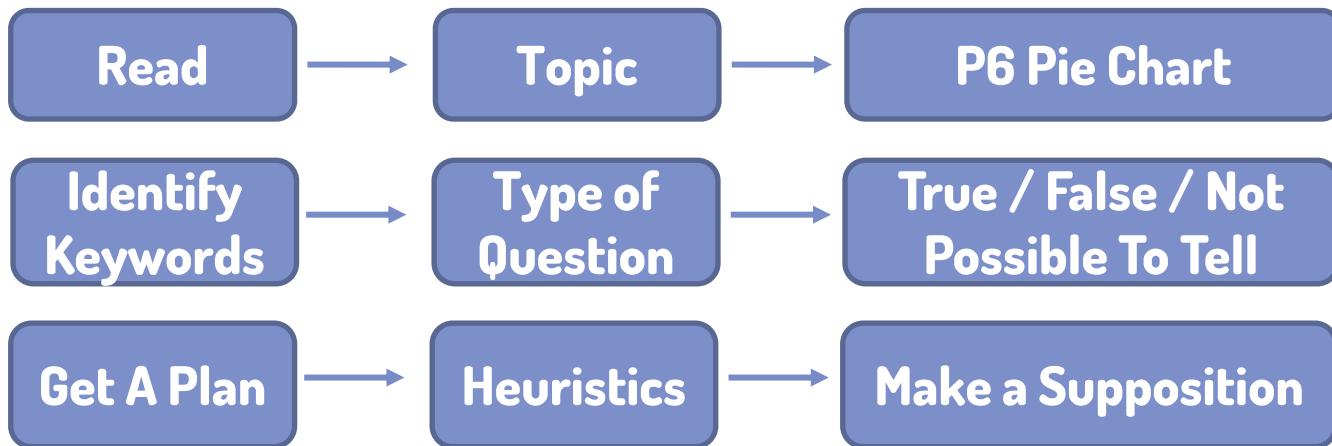 Read
Topic
P6 Pie Chart
Identify
Keywords
Type of
Question
True / False / Not
Possible To Tell
Get A Plan
Heuristics
Make a Supposition